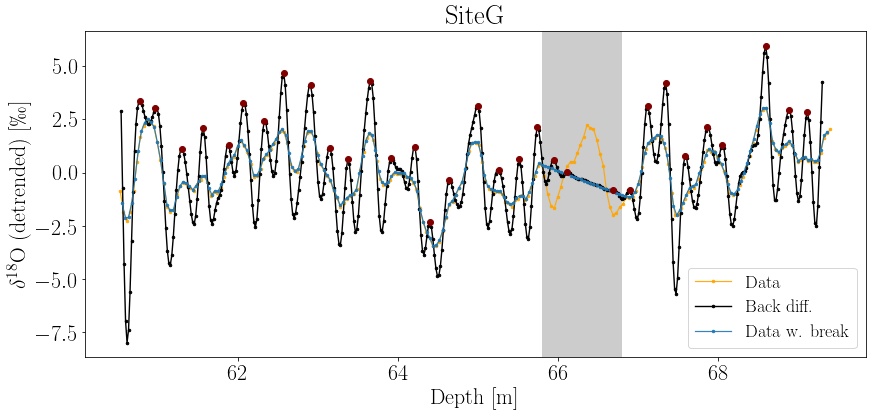 SiteG
δ¹⁸O (detrended) [‰]
5.0
2.5
0.0
−2.5
−5.0
−7.5
Data
Back diff.
Data w. break
62
64
66
68
Depth [m]